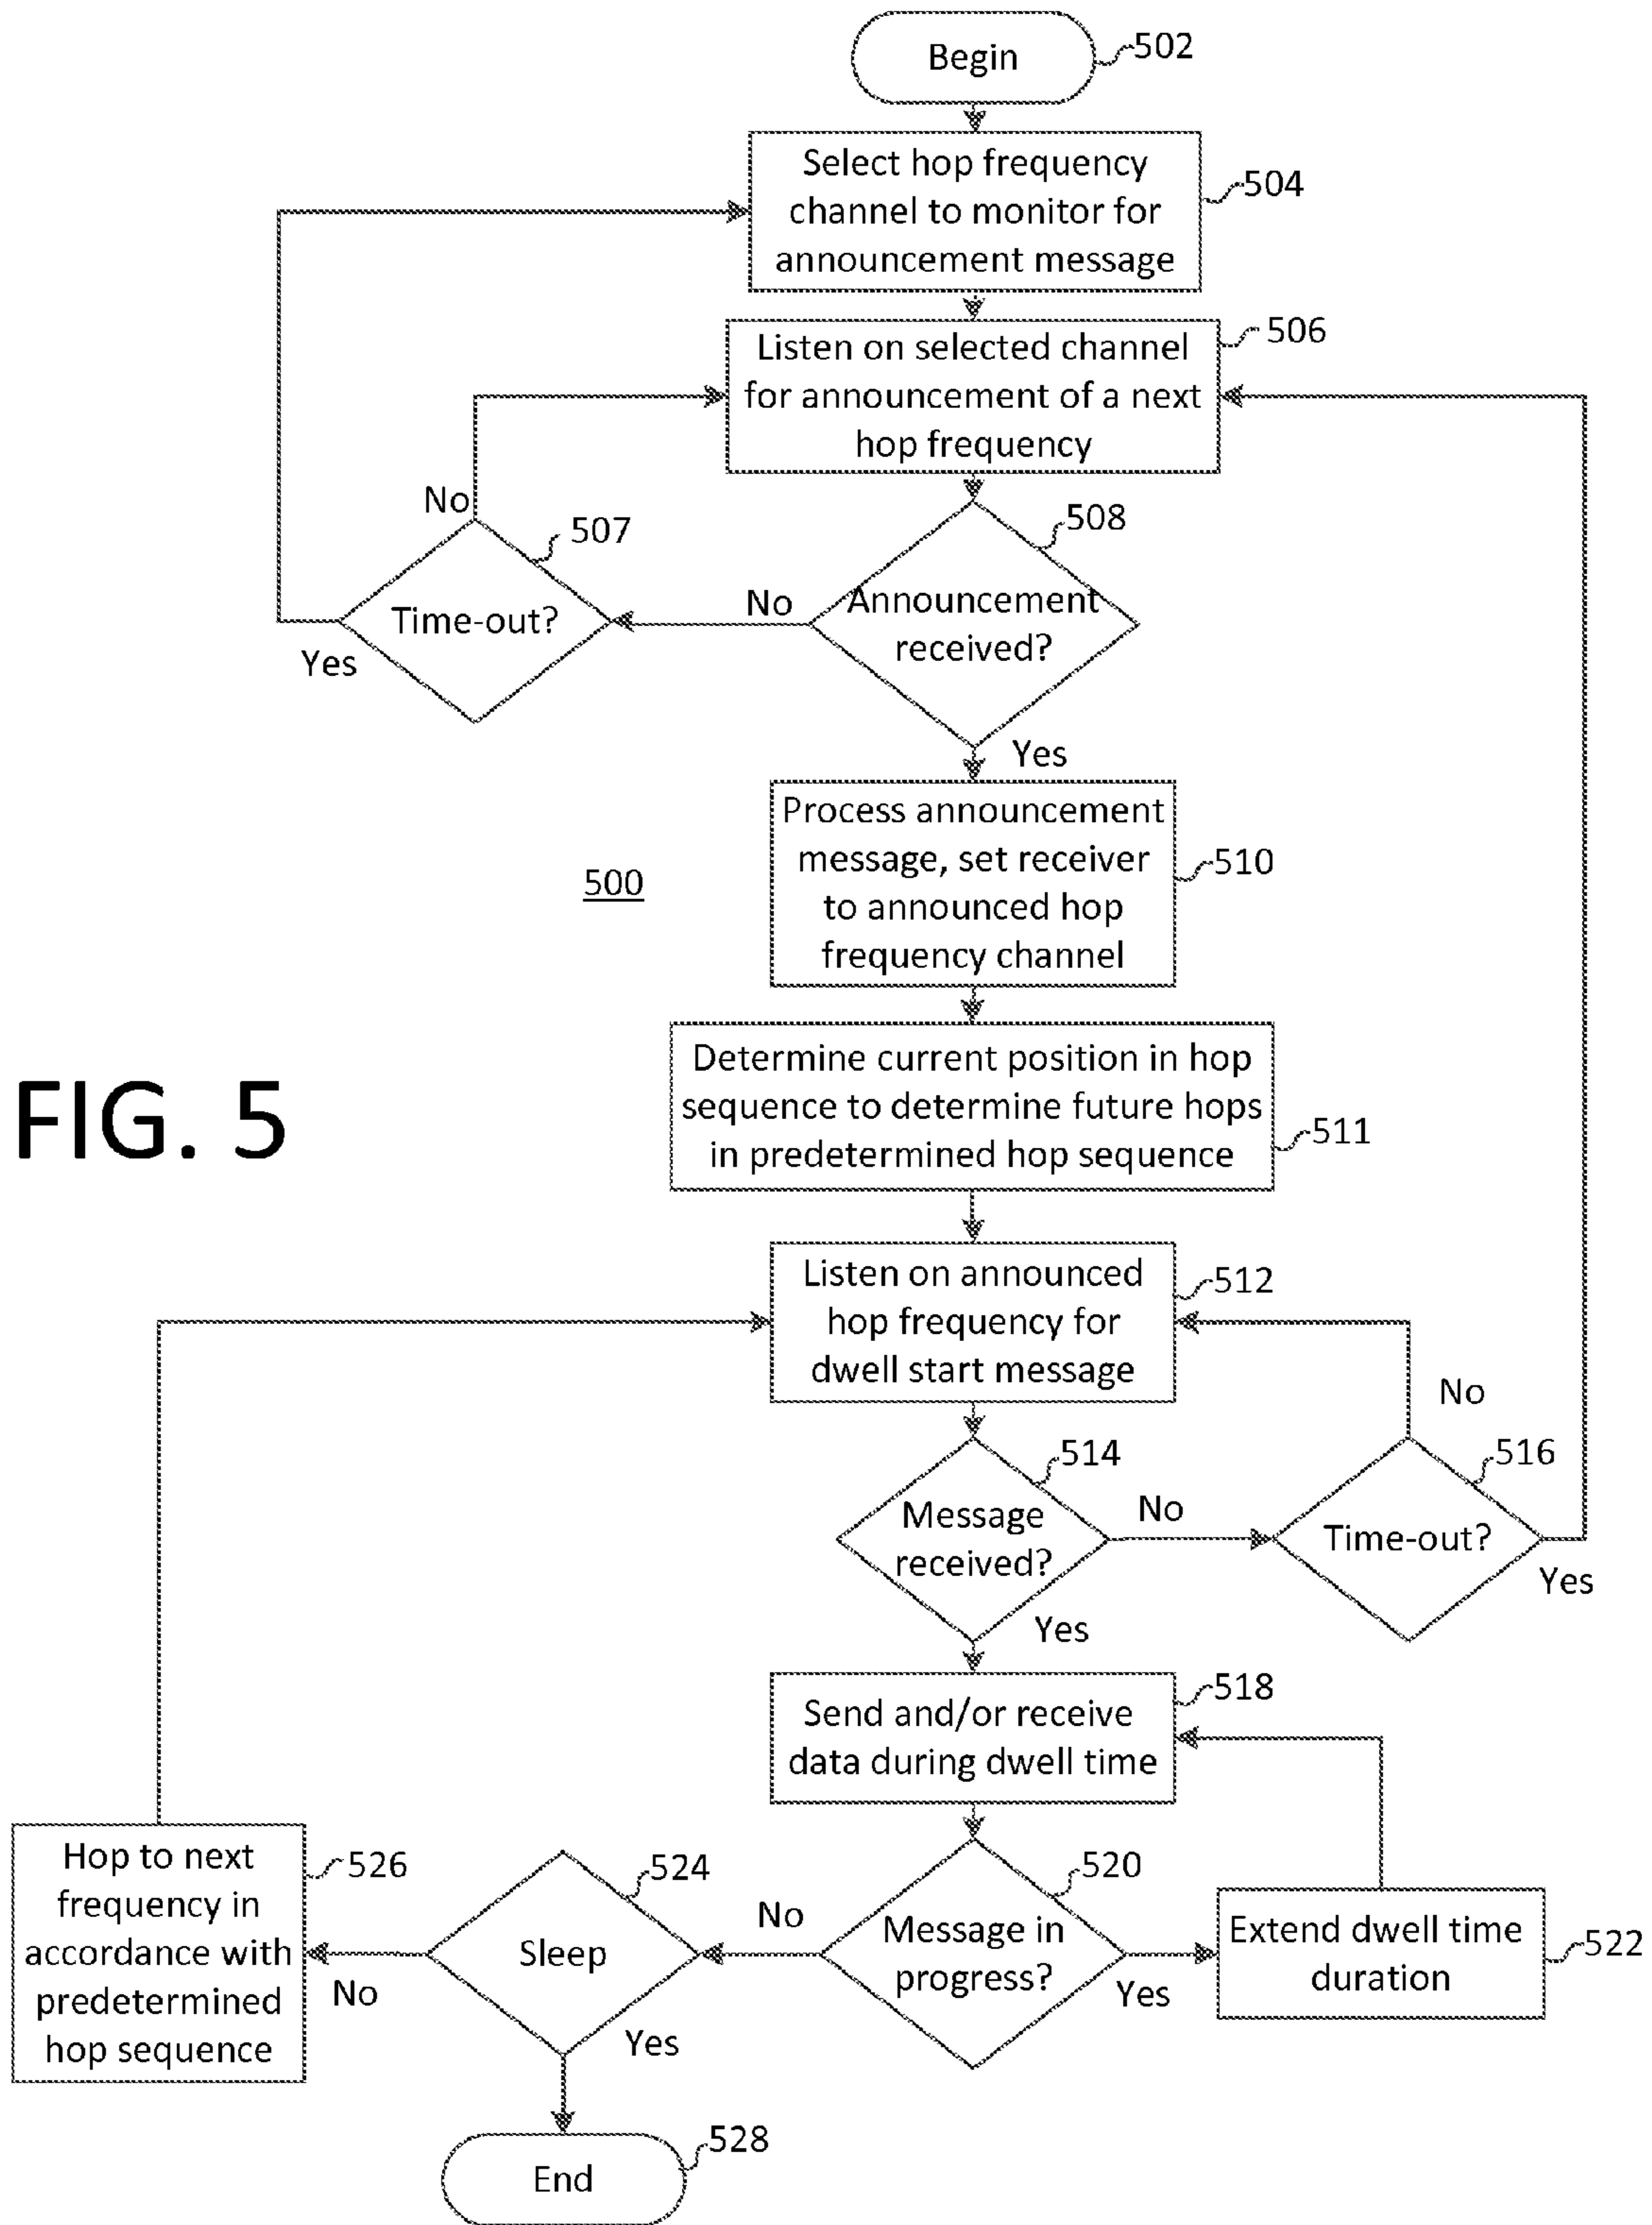 Begin
502
Select hop frequency
channel to monitor for
announcement message
504
Listen on selected channel
for announcement of a next
hop frequency
506
No
507
Time-out?
Yes
No
508
Announcement
received?
Yes
Process announcement
message, set receiver
to announced hop
frequency channel
510
500
Determine current position in hop
sequence to determine future hops
in predetermined hop sequence
511
FIG. 5
Listen on announced
hop frequency for
dwell start message
512
No
514
Message
received?
No
516
Time-out?
Yes
Yes
Send and/or receive
data during dwell time
518
Hop to next
frequency in
accordance with
predetermined
hop sequence
526
524
Sleep
No
Yes
No
520
Message in
progress?
Yes
Extend dwell time
duration
522
End
528